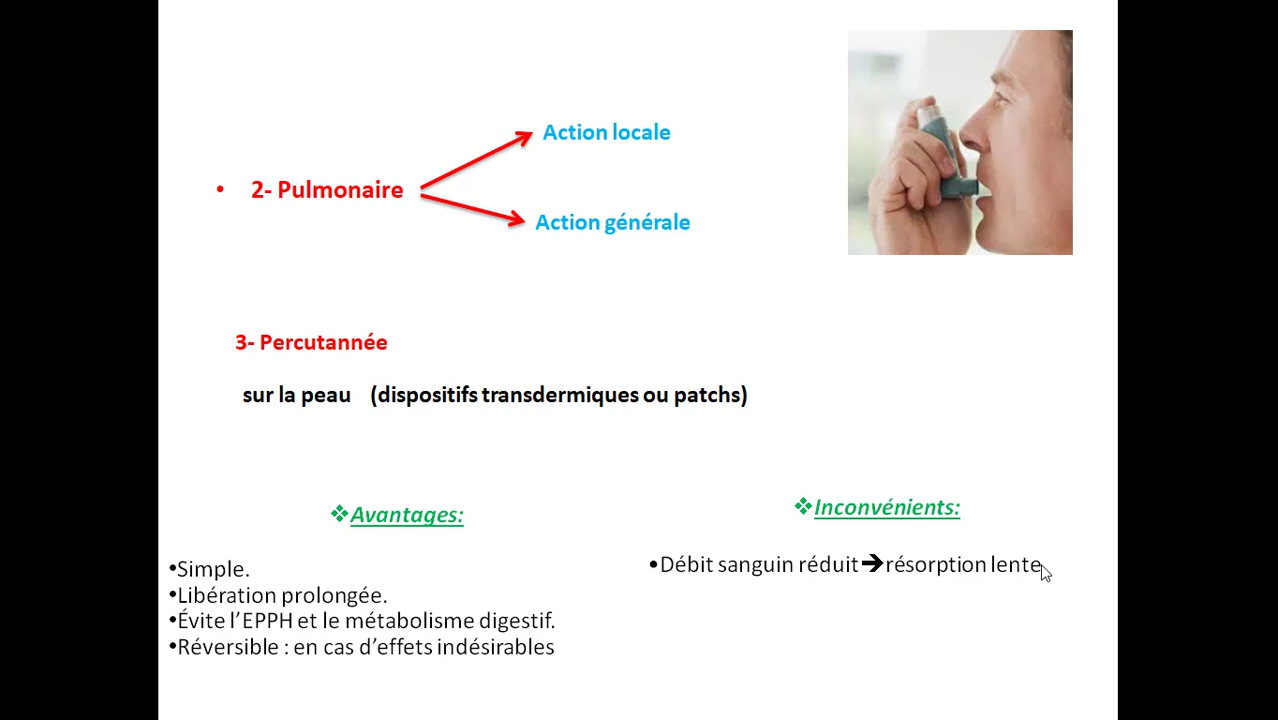 Action locale
• 2- Pulmonaire
Action générale
3- Percutannée
sur la peau (dispositifs transdermiques ou patchs)
❖Avantages:
•Simple.
•Libération prolongée.
•Évite l’EPPH et le métabolisme digestif.
•Réversible : en cas d’effets indésirables
❖Inconvénients:
•Débit sanguin réduit➔résorption lente